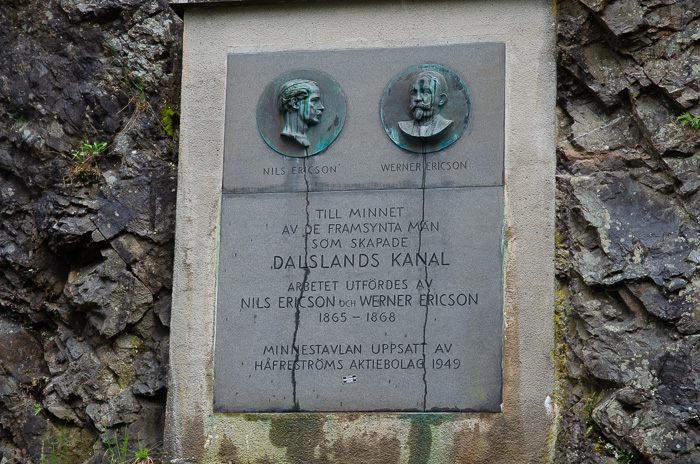 NILS ERICSON
WERNER ERICSON
TILL MINNET
AV DE FRAMSYNTA MÄN
SOM SKAPADE
DALSLANDS KANAL
ARBETET UTFÖRDES AV
NILS ERICSON OCH WERNER ERICSON
1865 – 1868
MINNESTAVLAN UPPSATT AV
HÅFRESTRÖMS AKTIEBOLAG 1949